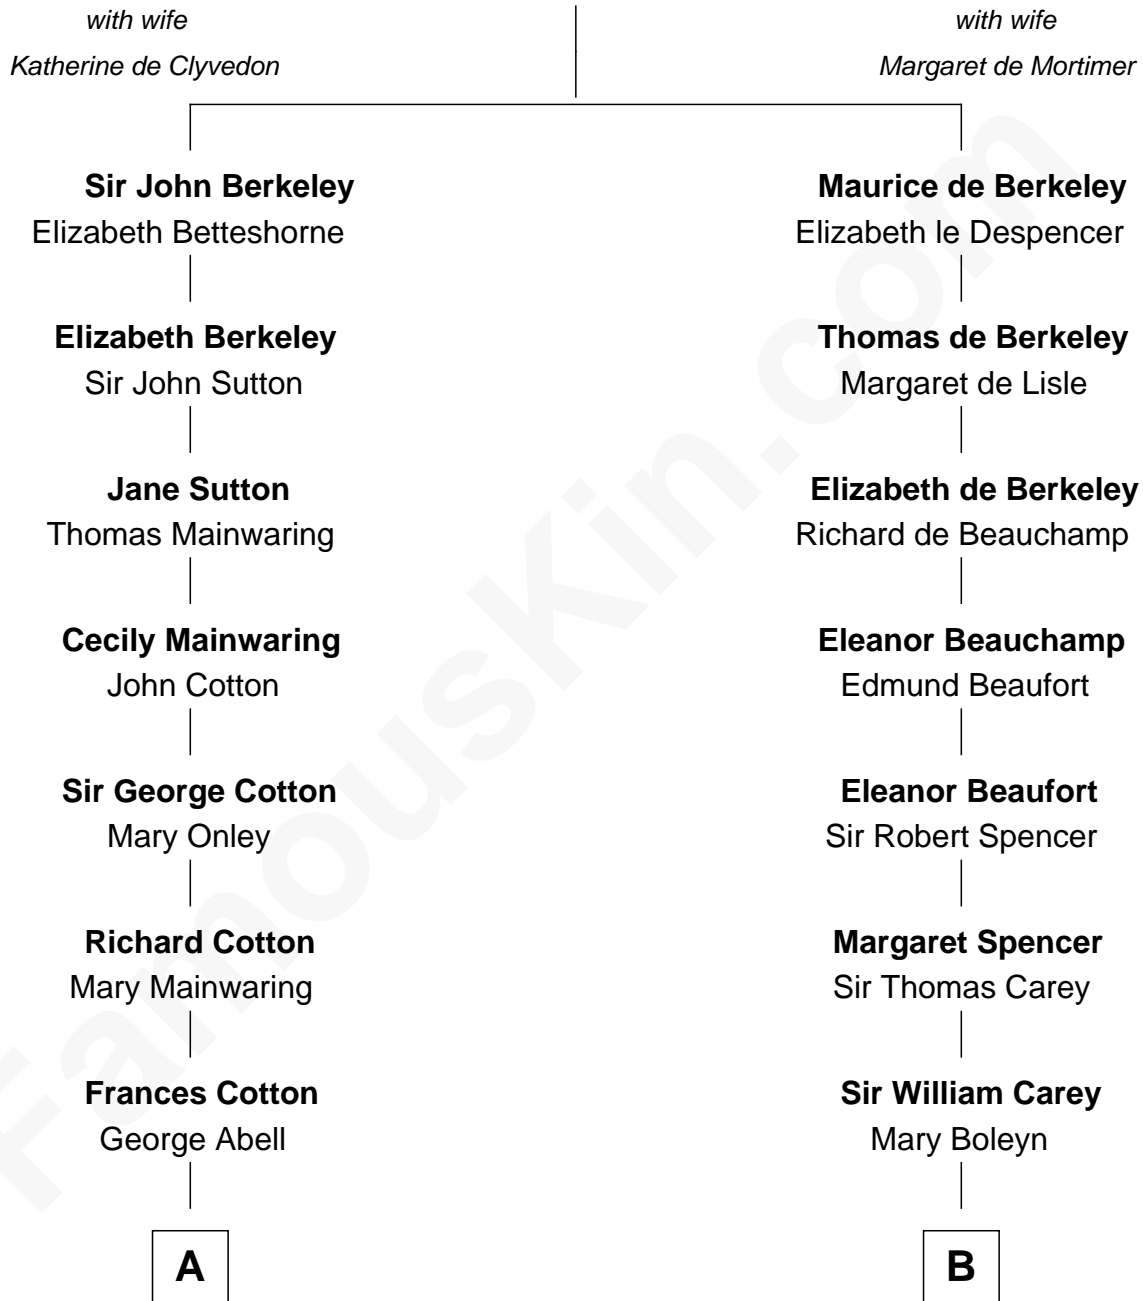 with wife
Katherine de Clyvedon
with wife
Margaret de Mortimer
Sir John Berkeley
Elizabeth Betteshorne
Maurice de Berkeley
Elizabeth le Despencer
Elizabeth Berkeley
Sir John Sutton
Thomas de Berkeley
Margaret de Lisle
Jane Sutton
Thomas Mainwaring
Elizabeth de Berkeley
Richard de Beauchamp
Cecily Mainwaring
John Cotton
Eleanor Beauchamp
Edmund Beaufort
Sir George Cotton
Mary Onley
Eleanor Beaufort
Sir Robert Spencer
Richard Cotton
Mary Mainwaring
Margaret Spencer
Sir Thomas Carey
Frances Cotton
George Abell
Sir William Carey
Mary Boleyn
A
B
FamousKin.com